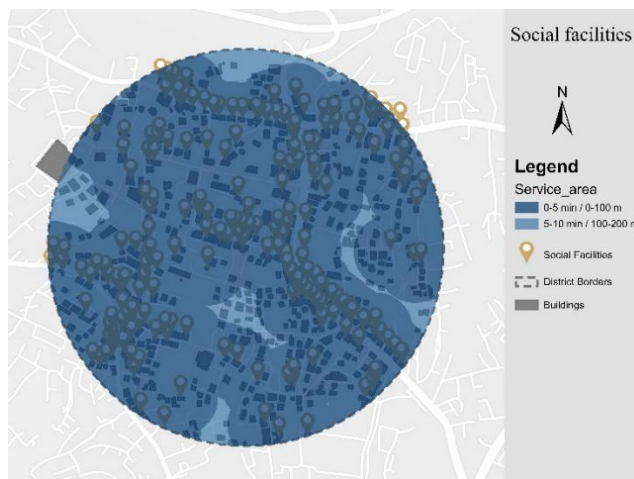 Social facilities
N
Legend
Service_area
0-5 min / 0-100 m
5-10 min / 100-200 m
Social Facilities
District Borders
Buildings